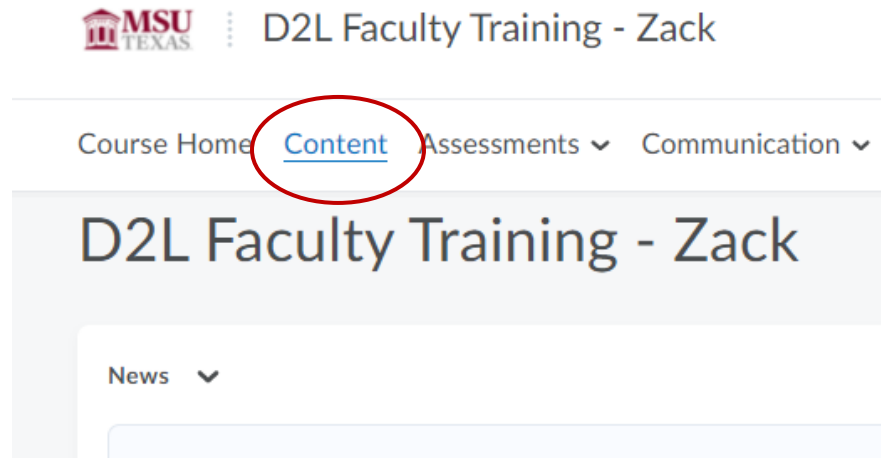 MSU
TEXAS
D2L Faculty Training - Zack
Course Home Content Assessments Communication
D2L Faculty Training - Zack
News